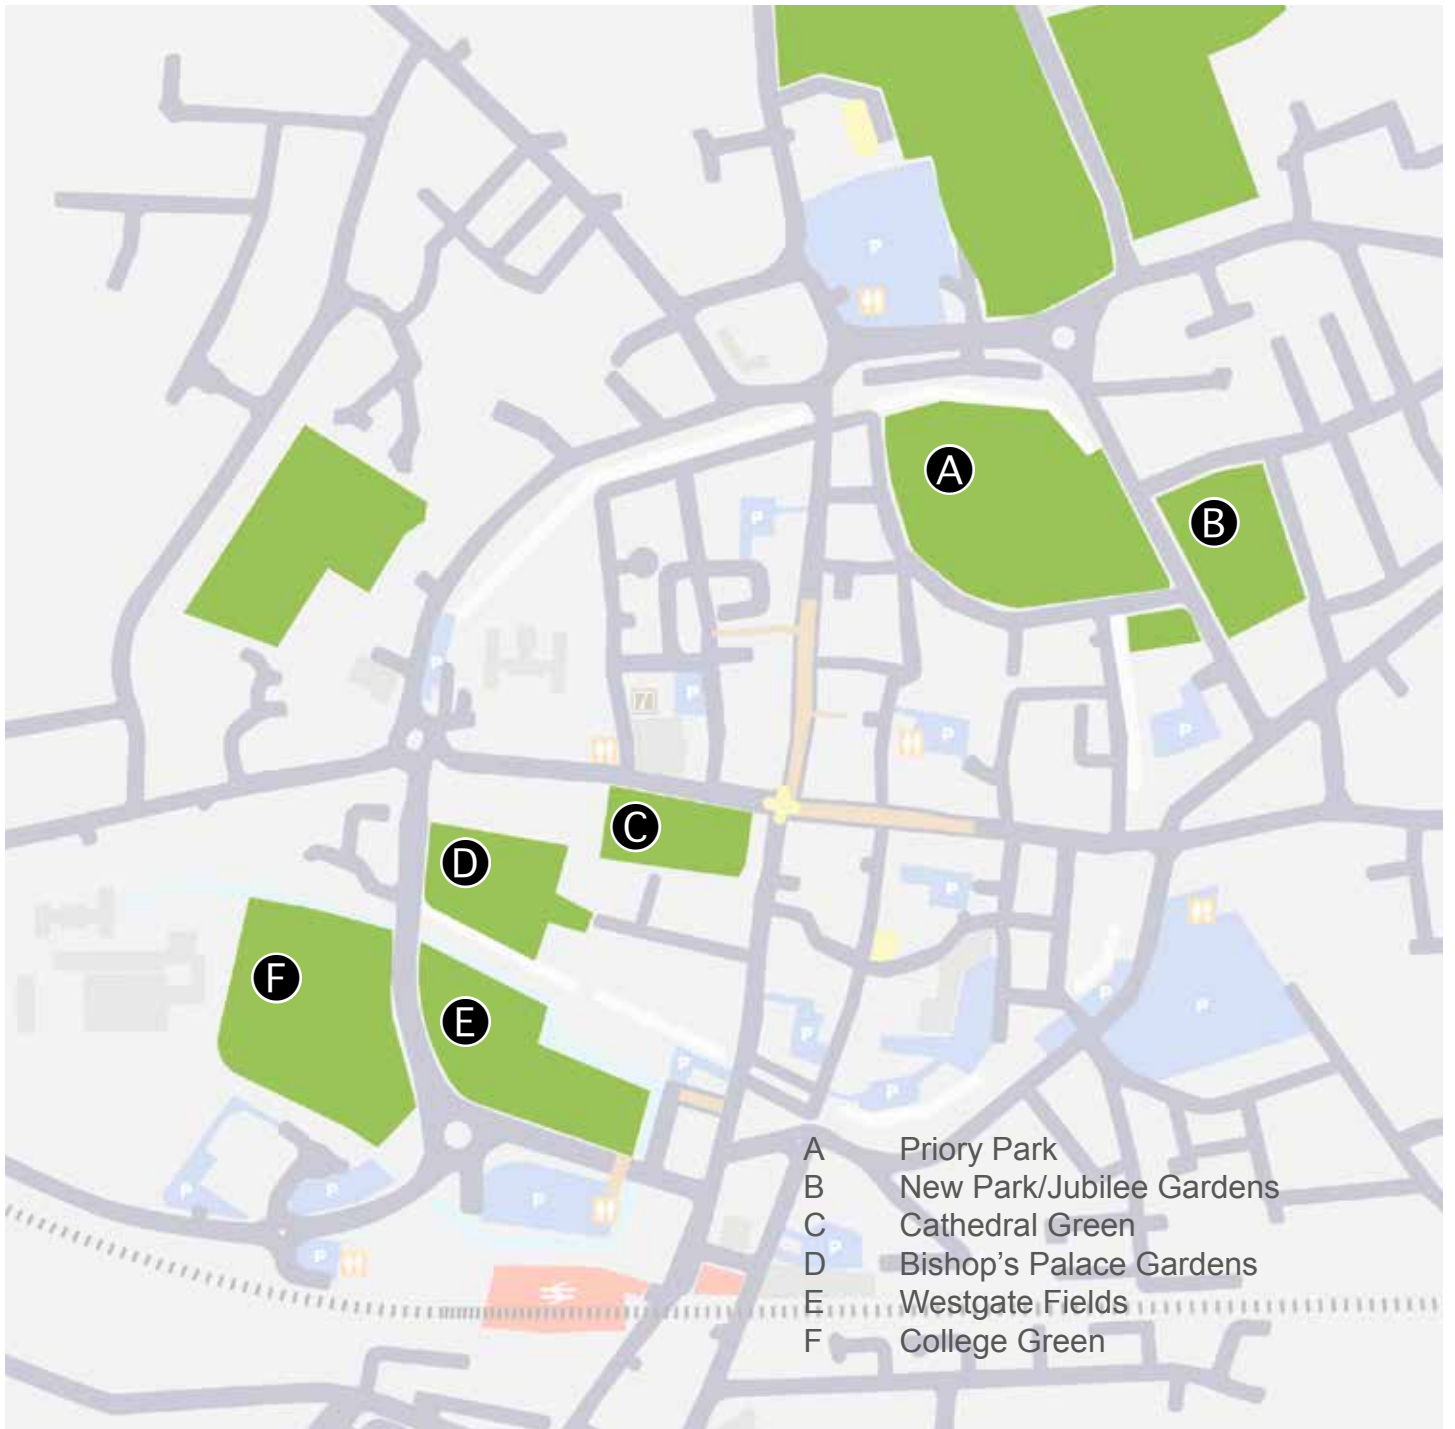 P
A
B
P
P
P
P
C
D
P
F
E
P
P
P
P
P
P
P
P
P
P
P
A Priory Park
B New Park/Jubilee Gardens
C Cathedral Green
D Bishop's Palace Gardens
E Westgate Fields
F College Green